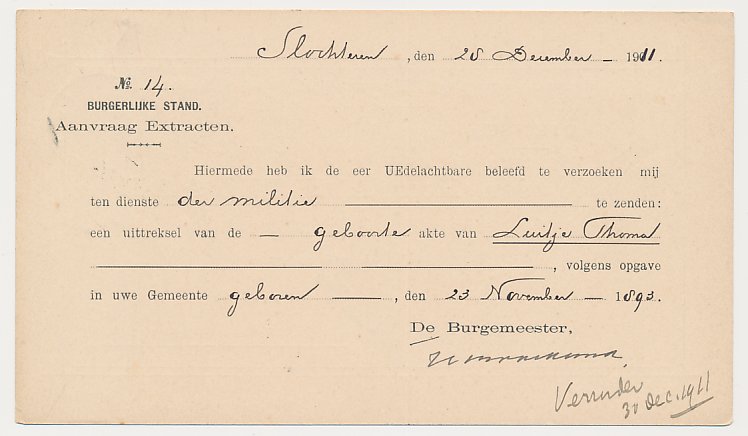 Slochteren, den 28 December 1911.
No. 14.
BURGERLIJKE STAND.
Aanvraag Extracten.
Hiermede heb ik de eer UEdelachtbare beleefd te verzoeken mij
ten dienste der militie te zenden:
een uittreksel van de — geboorte akte van Luitje Thoma
, volgens opgave
in uwe Gemeente geboren —, den 23 November — 1893.
De Burgemeester,
30 Dec. 1911